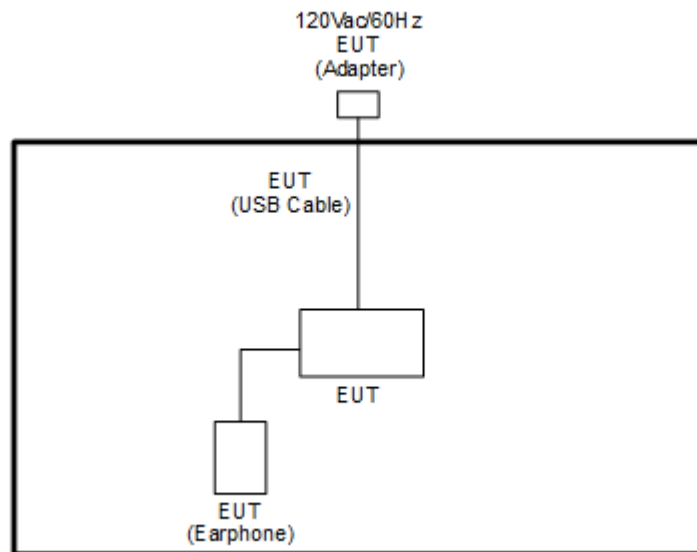 120Vac/60Hz
EUT
(Adapter)
EUT
(USB Cable)
EUT
EUT
(Earphone)